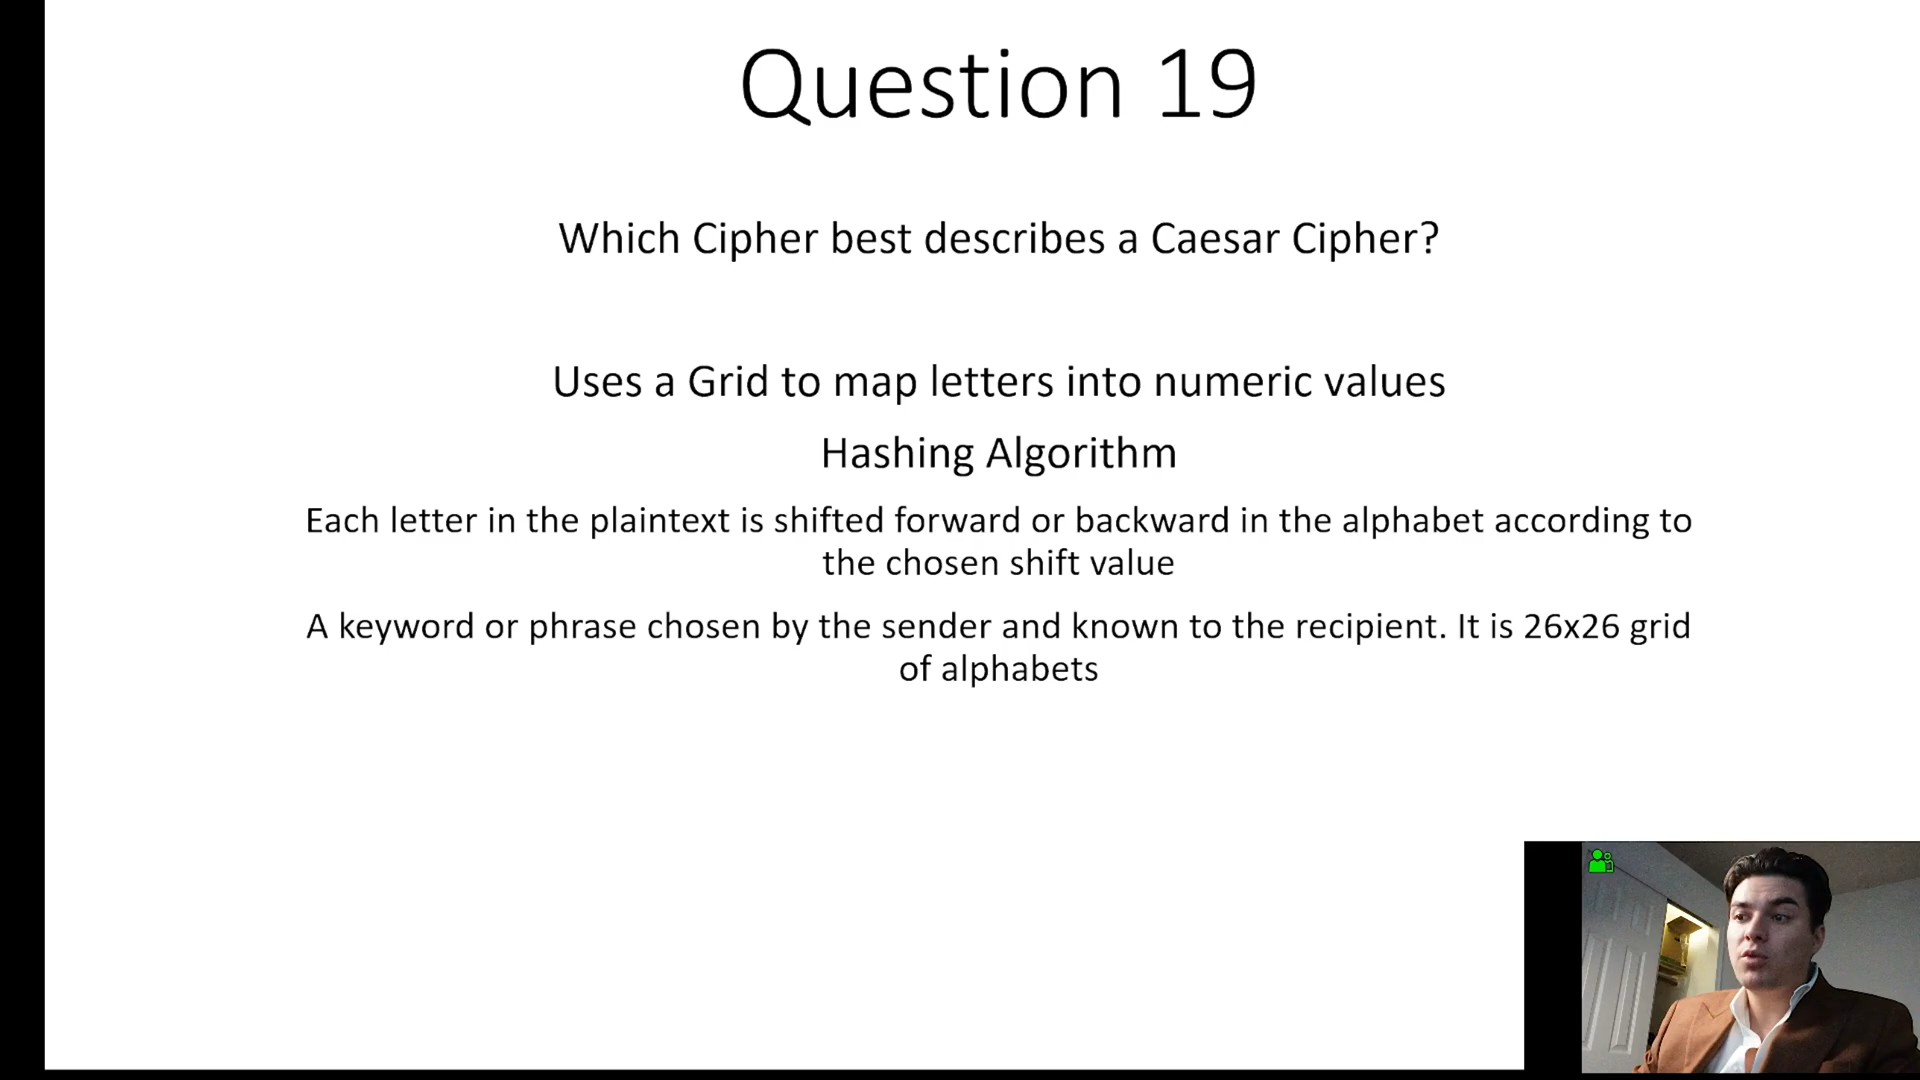 Question 19
Which Cipher best describes a Caesar Cipher?
Uses a Grid to map letters into numeric values
Hashing Algorithm
Each letter in the plaintext is shifted forward or backward in the alphabet according to
the chosen shift value
A keyword or phrase chosen by the sender and known to the recipient. It is 26x26 grid
of alphabets